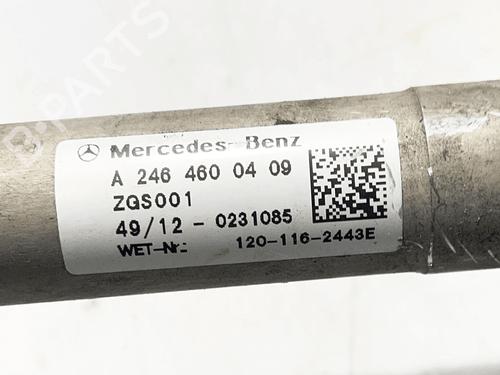 Mercedes-Benz
A 246 460 04 09
ZGS001
49/12 - 0231085
WET-Nr.: 120-116-2443E
B-PARTS